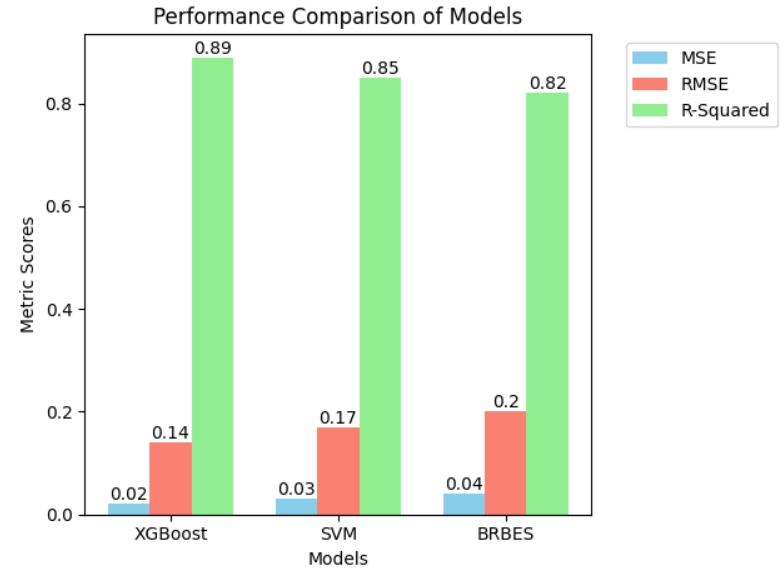 Performance Comparison of Models
MSE
RMSE
R-Squared
Metric Scores
0.8
0.6
0.4
0.2
0.0
0.02
0.14
0.89
0.03
0.17
0.85
0.04
0.2
0.82
XGBoost
SVM
BRBES
Models